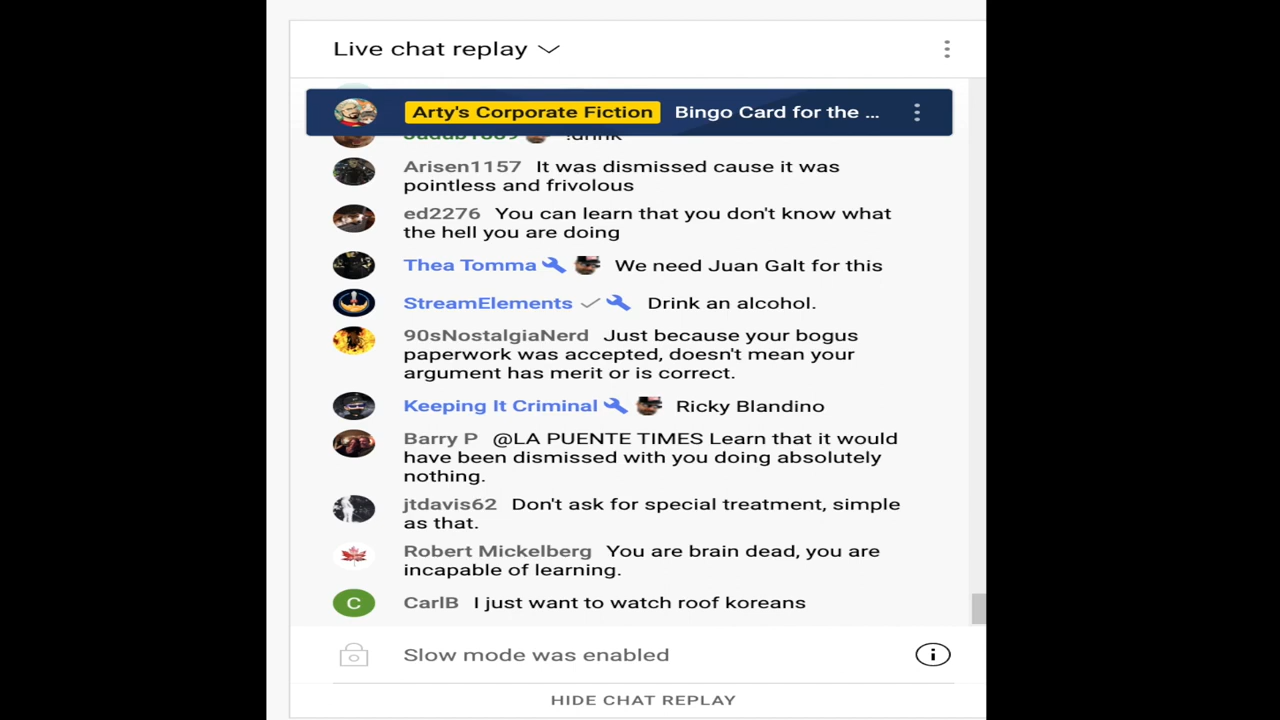 Live chat replay
Arty's Corporate Fiction Bingo Card for the ...
!drink
Arisen1157 It was dismissed cause it was
pointless and frivolous
ed2276 You can learn that you don't know what
the hell you are doing
Thea Tomma We need Juan Galt for this
StreamElements Drink an alcohol.
90sNostalgiaNerd Just because your bogus
paperwork was accepted, doesn't mean your
argument has merit or is correct.
Keeping It Criminal Ricky Blandino
Barry P @LA PUENTE TIMES Learn that it would
have been dismissed with you doing absolutely
nothing.
jtdavis62 Don't ask for special treatment, simple
as that.
Robert Mickelberg You are brain dead, you are
incapable of learning.
C CarlB I just want to watch roof koreans
Slow mode was enabled
HIDE CHAT REPLAY